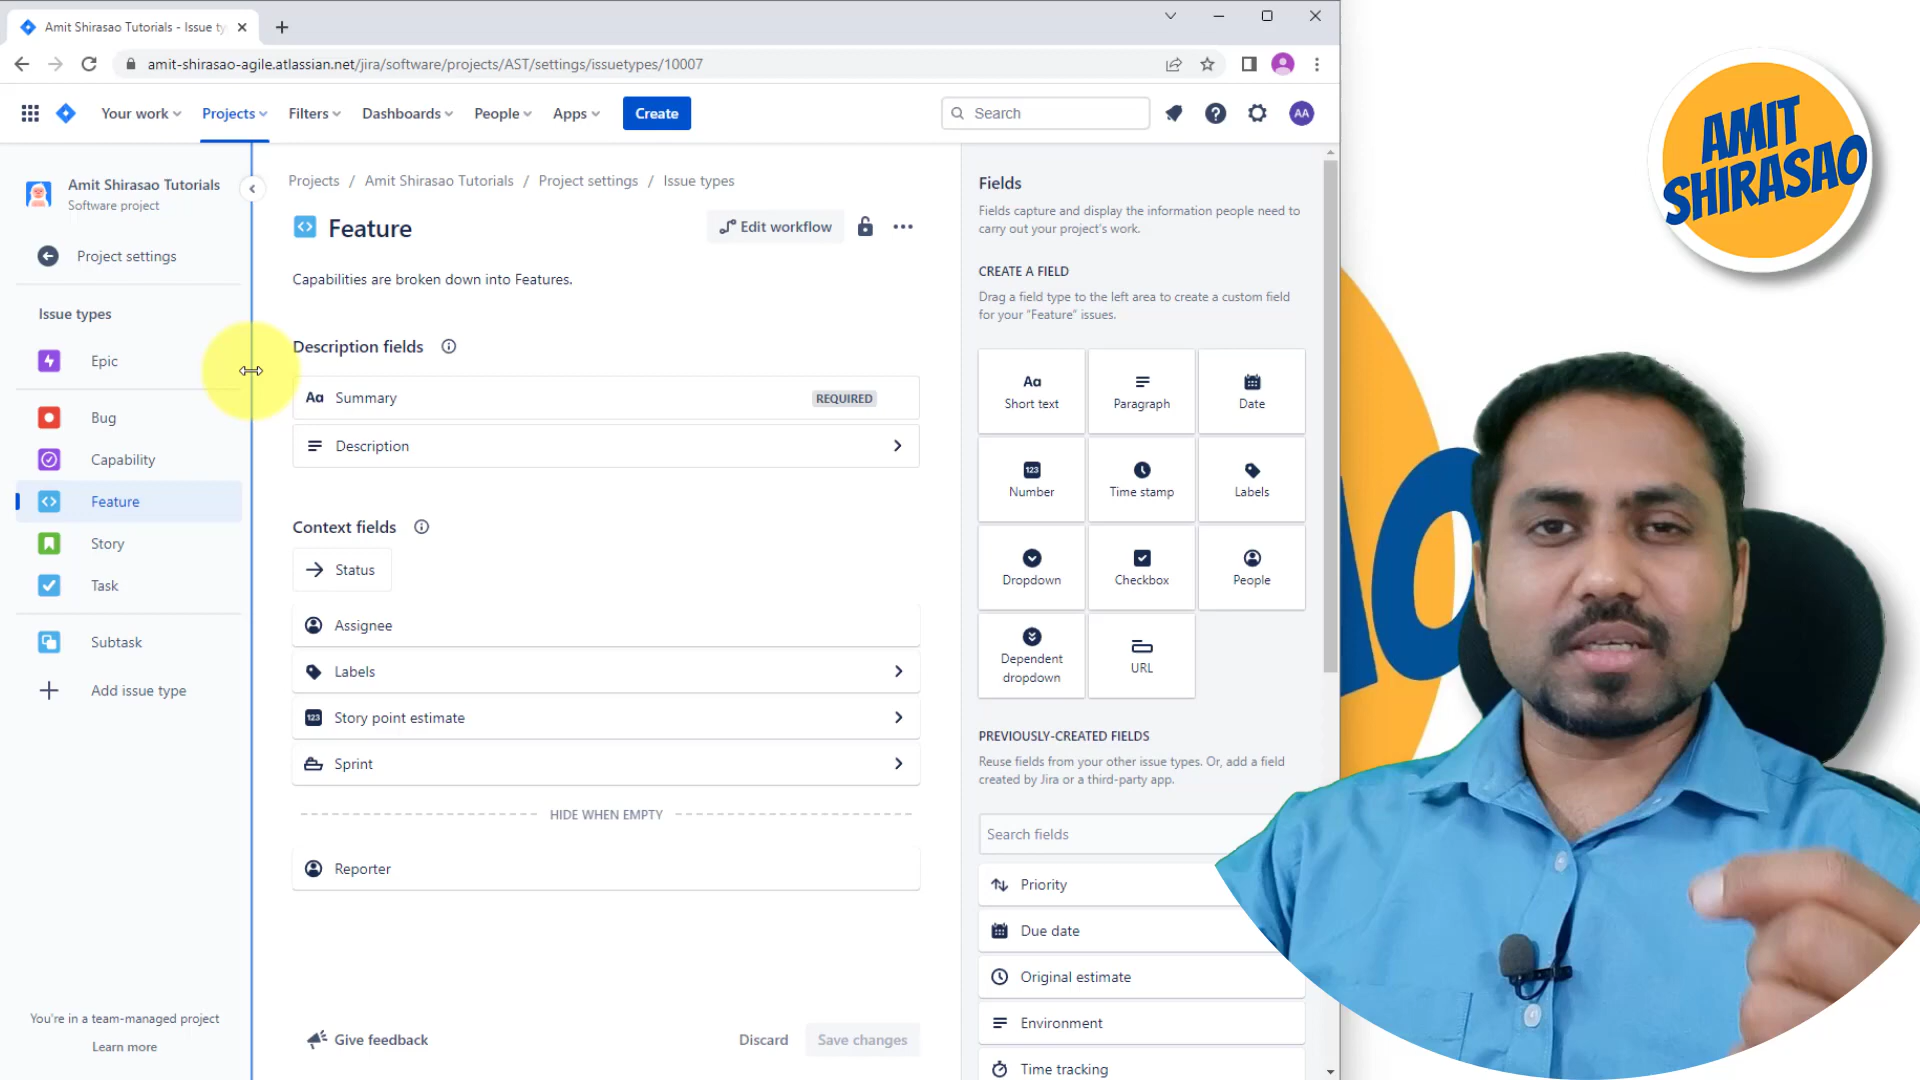 Amit Shirasao Tutorials - Issue ty
amit-shirasao-agile.atlassian.net/jira/software/projects/AST/settings/issuetypes/10007
Your work
Projects
Filters
Dashboards
People
Apps
Create
Search
AA
Amit Shirasao Tutorials
Software project
Project settings
Issue types
Epic
Bug
Capability
Feature
Story
Task
Subtask
Add issue type
You're in a team-managed project
Learn more
Projects / Amit Shirasao Tutorials / Project settings / Issue types
Feature
Edit workflow
Capabilities are broken down into Features.
Description fields
Aa Summary REQUIRED
Description
Context fields
Status
Assignee
Labels
123 Story point estimate
Sprint
HIDE WHEN EMPTY
Reporter
Give feedback
Discard
Save changes
Fields
Fields capture and display the information people need to
carry out your project's work.
CREATE A FIELD
Drag a field type to the left area to create a custom field
for your "Feature" issues.
Aa
Short text
Paragraph
Date
123
Number
Time stamp
Labels
Dropdown
Checkbox
People
Dependent
dropdown
URL
PREVIOUSLY-CREATED FIELDS
Reuse fields from your other issue types. Or, add a field
created by Jira or a third-party app.
Search fields
Priority
Due date
Original estimate
Environment
Time tracking
AMIT
SHIRASAO
AO